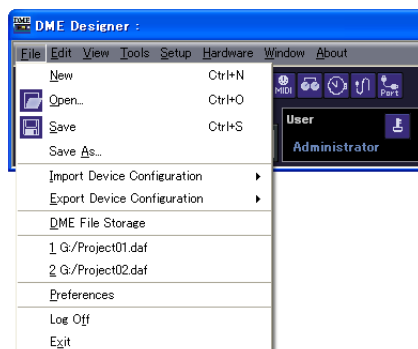 DME DME Designer :
File Edit View Tools Setup Hardware Window About
New Ctrl+N
Open... Ctrl+O
Save Ctrl+S
Save As...
Import Device Configuration
Export Device Configuration
DME File Storage
1 G:/Project01.daf
2 G:/Project02.daf
Preferences
Log Off
Exit
MIDI Port
User
Administrator